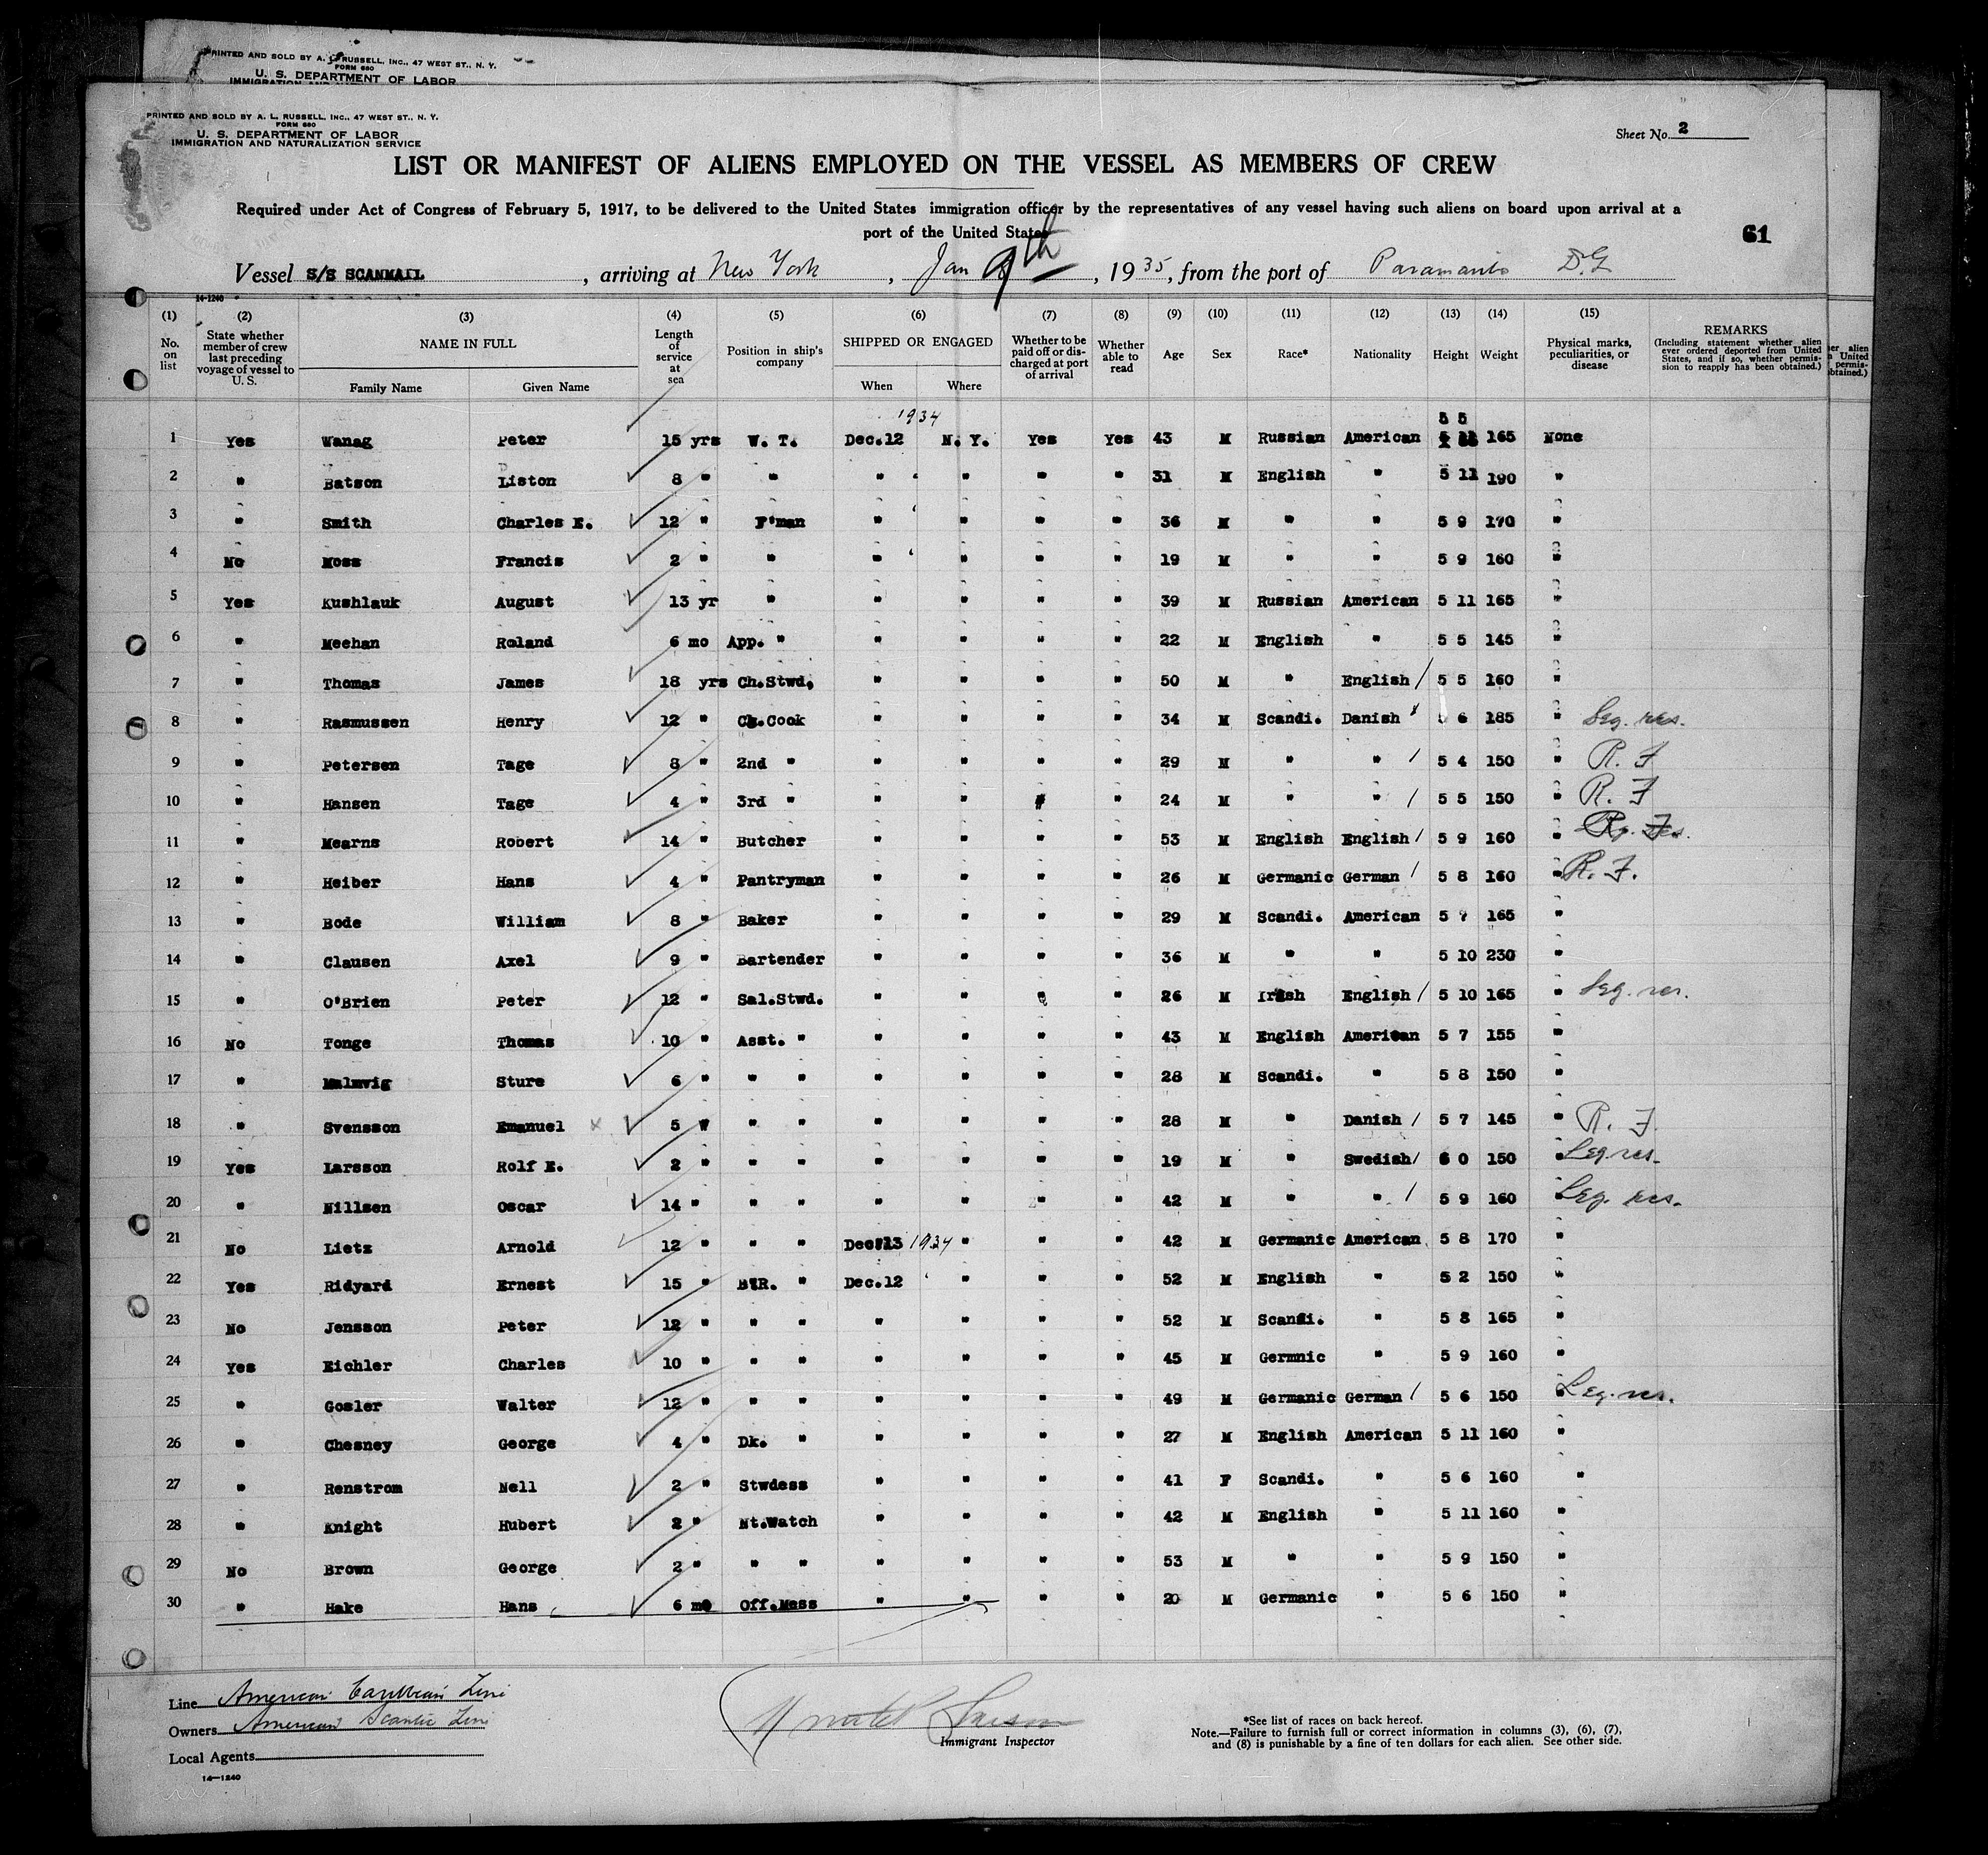 PRINTED AND SOLD BY A. L. RUSSELL, INC., 47 WEST ST., N. Y.
FORM 680
U. S. DEPARTMENT OF LABOR
IMMIGRATION AND
PRINTED AND SOLD BY A. L. RUSSELL, INC., 47 WEST ST., N. Y.
FORM 680
U. S. DEPARTMENT OF LABOR
IMMIGRATION AND NATURALIZATION SERVICE
Sheet No. 2
LIST OR MANIFEST OF ALIENS EMPLOYED ON THE VESSEL AS MEMBERS OF CREW
Required under Act of Congress of February 5, 1917, to be delivered to the United States immigration officer by the representatives of any vessel having such aliens on board upon arrival at a
port of the United States
61
Vessel S/S SCANMAIL, arriving at New York, Jan 9th, 1935, from the port of Paramaribo D.G
14-1240
(1) No. on list
(2) State whether member of crew last preceding voyage of vessel to U. S.
(3) NAME IN FULL Family Name Given Name
(4) Length of service at sea
(5) Position in ship's company
(6) SHIPPED OR ENGAGED When Where
(7) Whether to be paid off or discharged at port of arrival
(8) Whether able to read
(9) Age
(10) Sex
(11) Race*
(12) Nationality
(13) Height
(14) Weight
(15) Physical marks, peculiarities, or disease
REMARKS (Including statement whether alien ever ordered deported from United States, and if so, whether permission to reapply has been obtained.)
1934
5 5
1 Yes Wanag Peter 15 yrs W. T. Dec.12 N. Y. Yes Yes 43 M Russian American 165 None
2 " Batson Liston 8 " " " " " " 31 M English " 5 11 190 "
3 " Smith Charles E. 12 " F'man " " " " 36 M " " 5 9 170 "
4 No Moss Francis 2 " " " " " " 19 M " " 5 9 160 "
5 Yes Kushlauk August 13 yr " " " " " 39 M Russian American 5 11 165 "
6 " Meehan Roland 6 mo App. " " " " " 22 M English " 5 5 145 "
7 " Thomas James 18 yrs Ch.Stwd. " " " " 50 M " English / 5 5 160 "
8 " Rasmussen Henry 12 " Ch.Cook " " " " 34 M Scandi. Danish 5 6 185 " Leg. res.
9 " Petersen Tage 8 " 2nd " " " " " 29 M " " / 5 4 150 " R. F
10 " Hansen Tage 4 " 3rd " " " " " 24 M " " / 5 5 150 " R. F
11 " Mearns Robert 14 " Butcher " " " " 53 M English English / 5 9 160 "
12 " Heiber Hans 4 " Pantryman " " " " 26 M Germanic German / 5 8 160 " R. F.
13 " Bode William 8 " Baker " " " " 29 M Scandi. American 5 7 165 "
14 " Clausen Axel 9 " Bartender " " " " 36 M " " 5 10 230 "
15 " O'Brien Peter 12 " Sal.Stwd. " " " " 26 M Irish English / 5 10 165 " Leg. res.
16 No Tonge Thomas 10 " Asst. " " " " " 43 M English American 5 7 155 "
17 " Malmvig Sture 6 " " " " " " " 28 M Scandi. " 5 8 150 "
18 " Svensson Emanuel x 5 " " " " " " " 28 M " Danish / 5 7 145 " R. F.
19 Yes Larsson Rolf E. 2 " " " " " " " 19 M " Swedish / 6 0 150 " Leg res.
20 " Nillsen Oscar 14 " " " " " " " 42 M " " / 5 9 160 " Leg. res.
21 No Lietz Arnold 12 " " " Dec.13 1934 " " " 42 M Germanic American 5 8 170 "
22 Yes Ridyard Ernest 15 " BTR. " Dec.12 " " " 52 M English " 5 2 150 "
23 No Jensson Peter 12 " " " " " " " 52 M Scandi. " 5 8 165 "
24 Yes Eichler Charles 10 " " " " " " " 45 M Germnic " 5 9 160 "
25 " Gosler Walter 12 " " " " " " " 49 M Germanic German / 5 6 150 " Leg. res.
26 " Chesney George 4 " Dk. " " " " " 27 M English American 5 11 160 "
27 " Renstrom Nell 2 " Stwdess " " " " 41 F Scandi. " 5 6 160 "
28 " Knight Hubert 2 " Nt.Watch " " " " 42 M English " 5 11 160 "
29 No Brown George 2 " " " " " " " 53 M " " 5 9 150 "
30 " Hake Hans 6 mo Off.Mess " " " " 20 M Germanic " 5 6 150 "
Line American Caribbean Line
Owners American Scantic Line
Local Agents
14-1240
Immigrant Inspector
*See list of races on back hereof.
Note.—Failure to furnish full or correct information in columns (3), (6), (7),
and (8) is punishable by a fine of ten dollars for each alien. See other side.